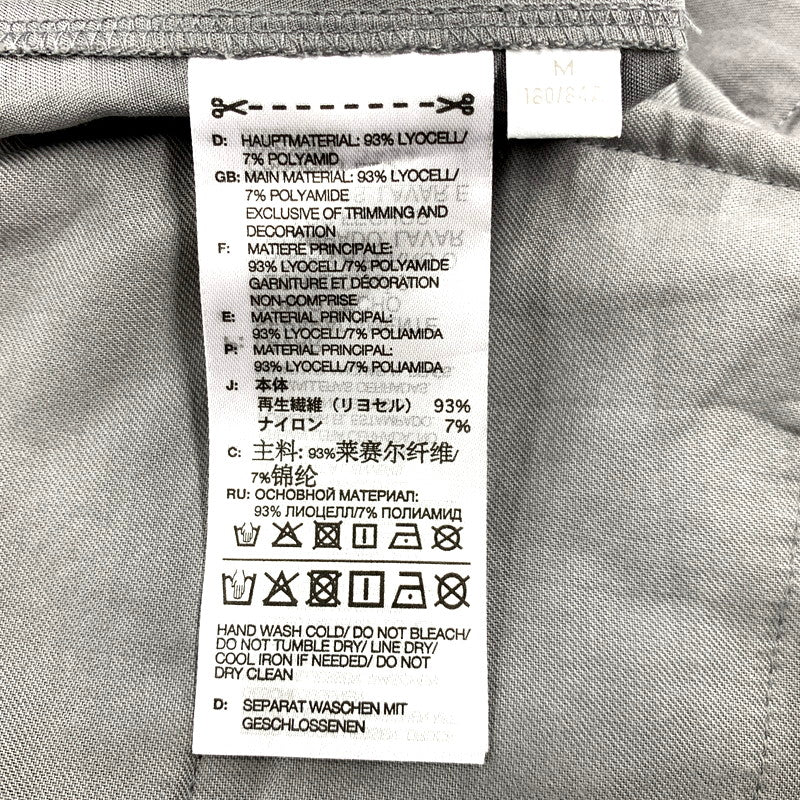 M
160/84
D: HAUPTMATERIAL: 93% LYOCELL/
7% POLYAMID
GB: MAIN MATERIAL: 93% LYOCELL/
7% POLYAMIDE
EXCLUSIVE OF TRIMMING AND
DECORATION
F: MATIERE PRINCIPALE:
93% LYOCELL/7% POLYAMIDE
GARNITURE ET DÉCORATION
NON-COMPRISE
E: MATERIAL PRINCIPAL:
93% LYOCELL/7% POLIAMIDA
P: MATERIAL PRINCIPAL:
93% LYOCELL/7% POLIAMIDA
J: 本体
再生繊維（リヨセル） 93%
ナイロン 7%
C: 主料: 93%莱赛尔纤维/
7%锦纶
RU: ОСНОВНОЙ МАТЕРИАЛ:
93% ЛИОЦЕЛЛ/7% ПОЛИАМИД
HAND WASH COLD/ DO NOT BLEACH/
DO NOT TUMBLE DRY/ LINE DRY/
COOL IRON IF NEEDED/ DO NOT
DRY CLEAN
D: SEPARAT WASCHEN MIT
GESCHLOSSENEN